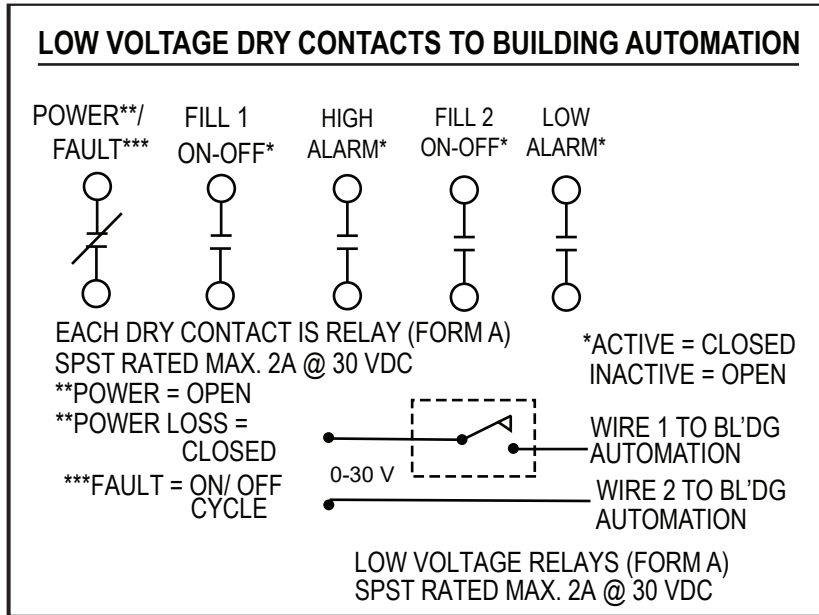 LOW VOLTAGE DRY CONTACTS TO BUILDING AUTOMATION
POWER**/
FAULT***
FILL 1
ON-OFF*
HIGH
ALARM*
FILL 2
ON-OFF*
LOW
ALARM*
EACH DRY CONTACT IS RELAY (FORM A)
SPST RATED MAX. 2A @ 30 VDC
**POWER = OPEN
**POWER LOSS =
CLOSED
***FAULT = ON/ OFF
CYCLE
*ACTIVE = CLOSED
INACTIVE = OPEN
0-30 V
WIRE 1 TO BL'DG
AUTOMATION
WIRE 2 TO BL'DG
AUTOMATION
LOW VOLTAGE RELAYS (FORM A)
SPST RATED MAX. 2A @ 30 VDC